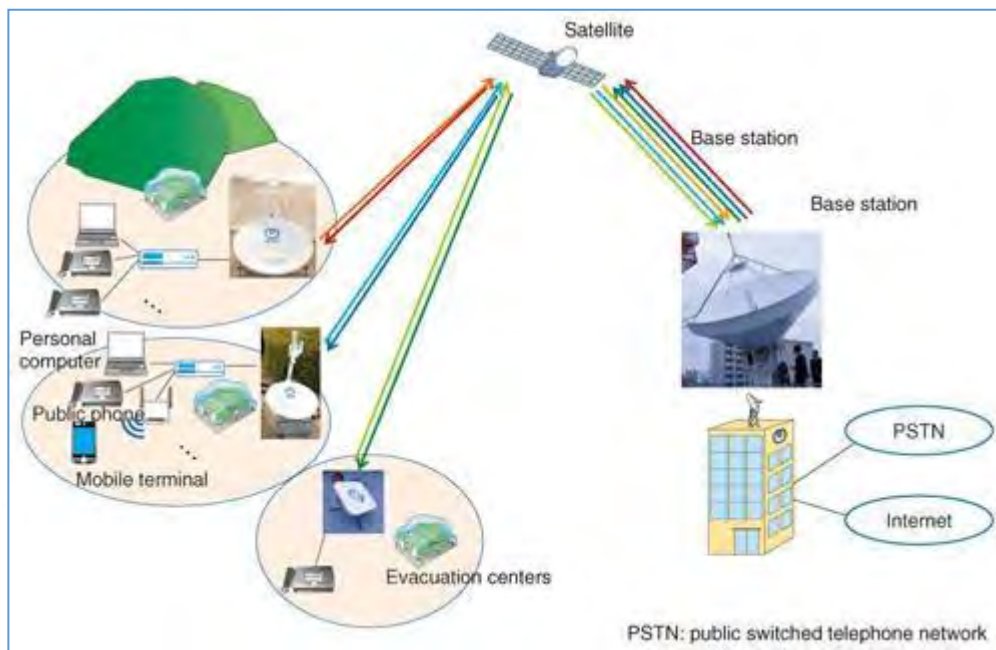 Satellite
Base station
Base station
Personal
computer
Public phone
Mobile terminal
Evacuation centers
PSTN
Internet
PSTN: public switched telephone network